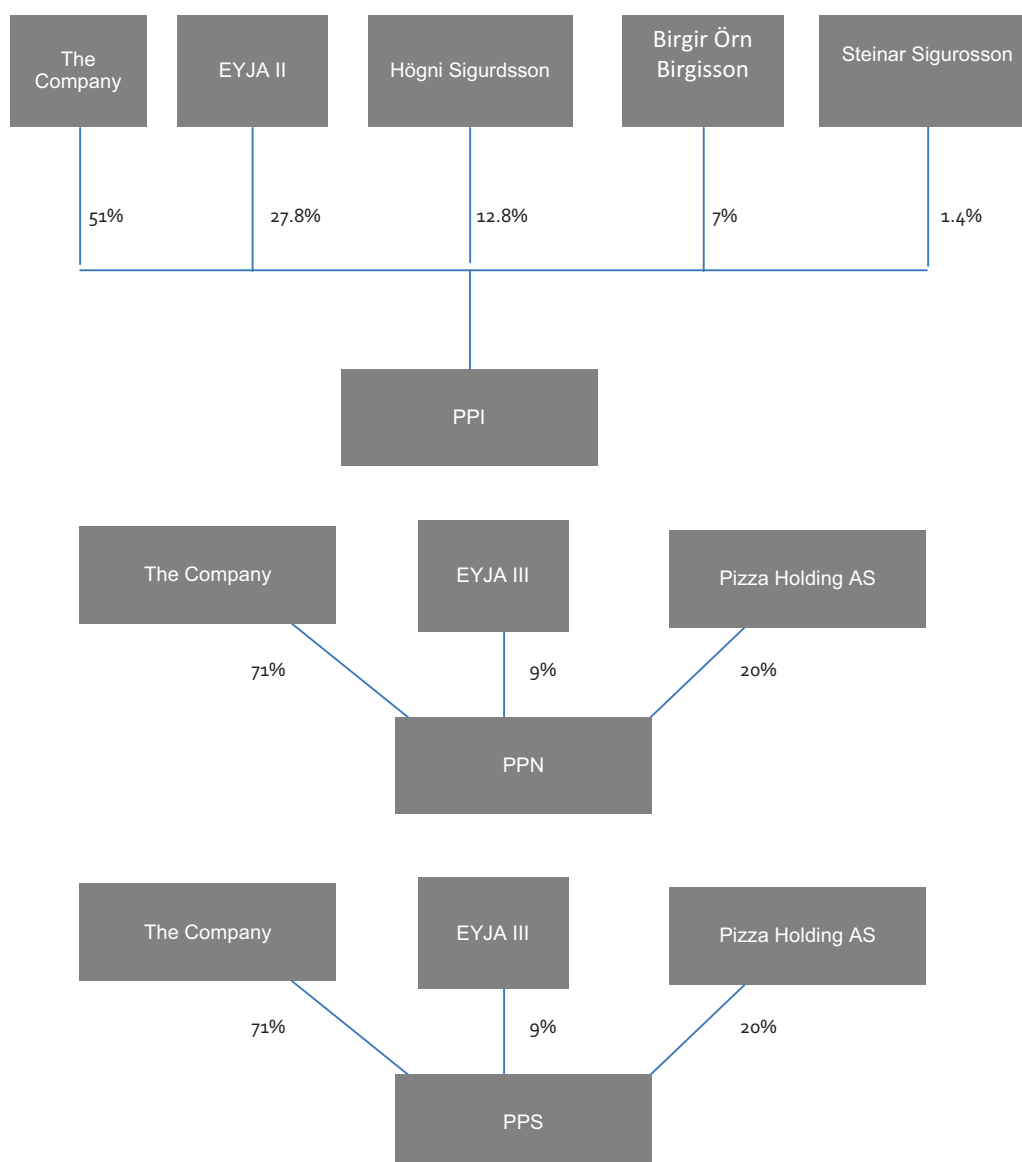 The
Company
EYJA II
Högni Sigurdsson
Birgir Örn
Birgisson
Steinar Sigurosson
51%
27.8%
12.8%
7%
1.4%
PPI
The Company
EYJA III
Pizza Holding AS
71%
9%
20%
PPN
The Company
EYJA III
Pizza Holding AS
71%
9%
20%
PPS